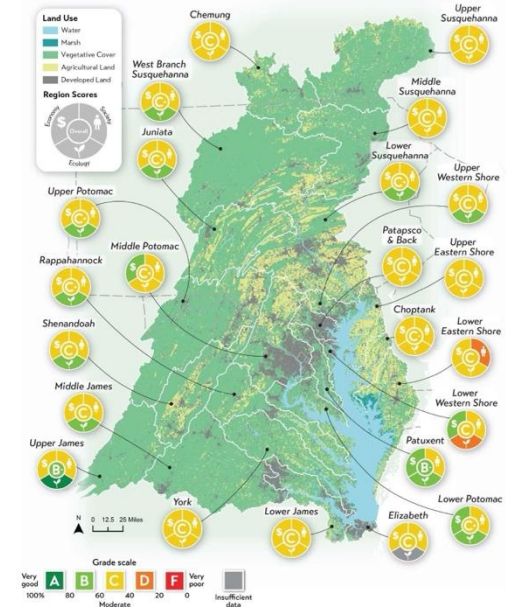 Land Use
Water
Marsh
Vegetative Cover
Agricultural Land
Developed Land
Region Scores
Economy
Society
Overall
Ecology
$
Chemung
$ C
Upper
Susquehanna
$ C
West Branch
Susquehanna
$ C
Middle
Susquehanna
$ C
Juniata
$ C
Lower
Susquehanna
$ C
Upper
Western Shore
$ C
Upper Potomac
$ C
Middle Potomac
$ C
Patapsco
& Back
$ C
Upper
Eastern Shore
$ C
Rappahannock
$ C
Choptank
$ C
Shenandoah
$ C
Lower
Eastern Shore
$ C
Middle James
$ C
Lower
Western Shore
$ C
Upper James
$ B
Patuxent
$ B
York
$ C
Lower James
$ C
Elizabeth
$ C
Lower Potomac
$ C
N
0 12.5 25 Miles
Grade scale
Very
good
A B C D F
Very
poor
100% 80 60 40 20 0
Moderate
Insufficient
data